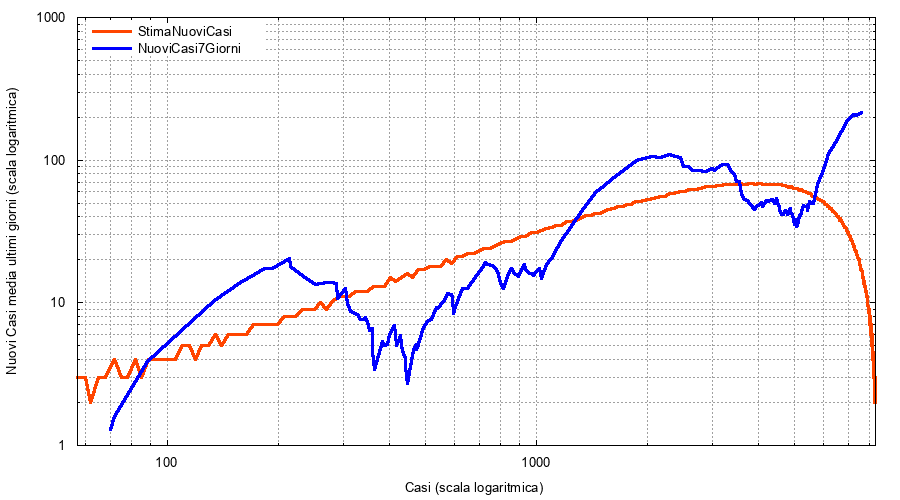 1000
StimaNuoviCasi
NuoviCasi7Giorni
100
10
1
100
1000
Nuovi Casi media ultimi giorni (scala logaritmica)
Casi (scala logaritmica)